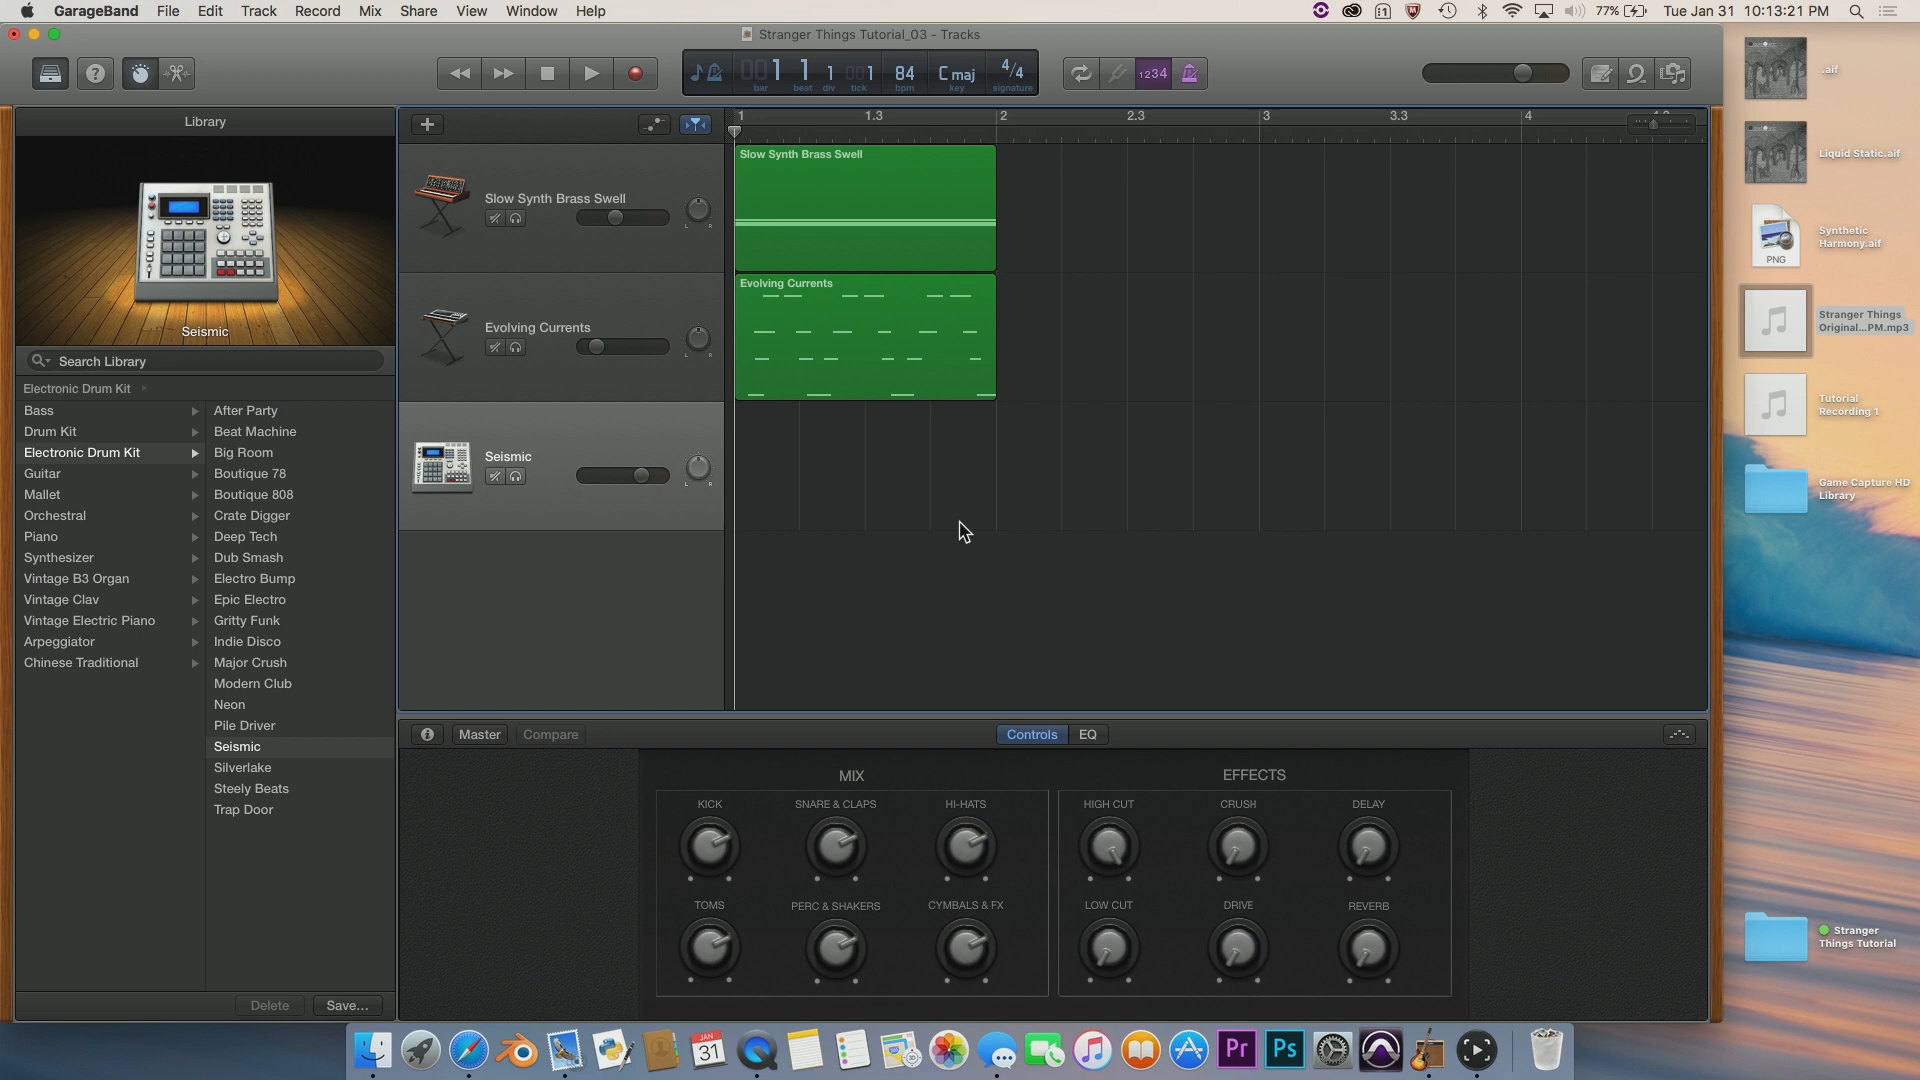 GarageBand File Edit Track Record Mix Share View Window Help
77% Tue Jan 31 10:13:21 PM
Stranger Things Tutorial_03 - Tracks
001 1 1 001 84 Cmaj 4/4
bar beat div tick bpm key signature
1234
Library
Seismic
Search Library
Electronic Drum Kit
Bass
Drum Kit
Electronic Drum Kit
Guitar
Mallet
Orchestral
Piano
Synthesizer
Vintage B3 Organ
Vintage Clav
Vintage Electric Piano
Arpeggiator
Chinese Traditional
After Party
Beat Machine
Big Room
Boutique 78
Boutique 808
Crate Digger
Deep Tech
Dub Smash
Electro Bump
Epic Electro
Gritty Funk
Indie Disco
Major Crush
Modern Club
Neon
Pile Driver
Seismic
Silverlake
Steely Beats
Trap Door
Delete Save...
1 1.3 2 2.3 3 3.3 4
Slow Synth Brass Swell
L R
Evolving Currents
L R
Seismic
L R
Slow Synth Brass Swell
Evolving Currents
Master Compare Controls EQ
MIX
KICK SNARE & CLAPS HI-HATS
TOMS PERC & SHAKERS CYMBALS & FX
EFFECTS
HIGH CUT CRUSH DELAY
LOW CUT DRIVE REVERB
.aif
Liquid Static.aif
PNG
Synthetic
Harmony.aif
Stranger Things
Original...PM.mp3
Tutorial
Recording 1
Game Capture HD
Library
Stranger
Things Tutorial
JAN
31
Pr
Ps